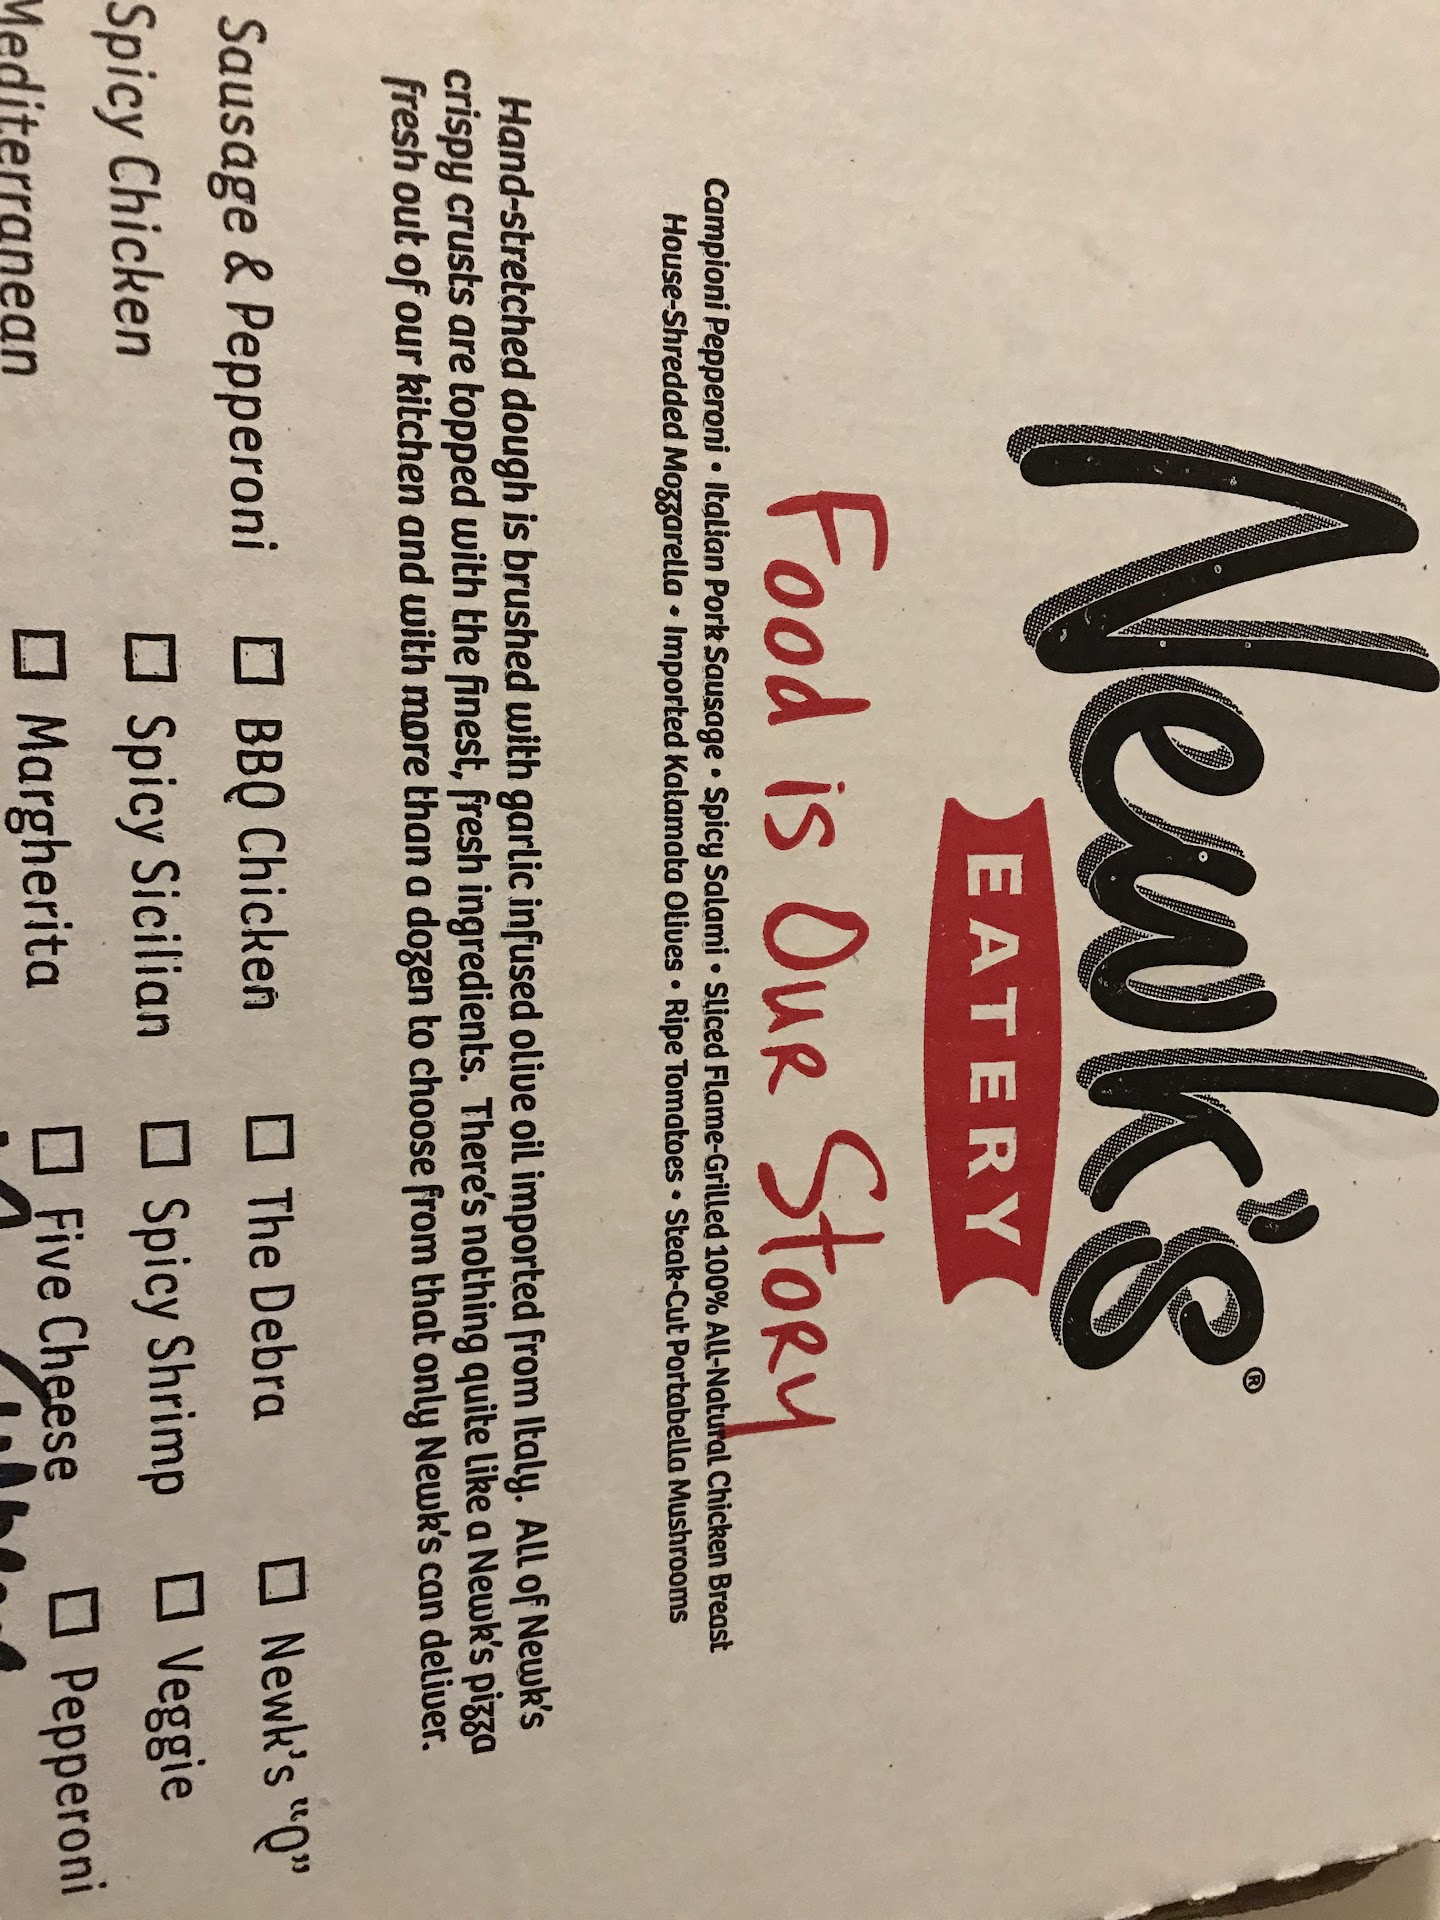 Newk's®
EATERY
Food is Our Story
Campioni Pepperoni • Italian Pork Sausage • Spicy Salami • Sliced Flame-Grilled 100% All-Natural Chicken Breast
House-Shredded Mozzarella • Imported Kalamata Olives • Ripe Tomatoes • Steak-Cut Portabella Mushrooms
Hand-stretched dough is brushed with garlic infused olive oil imported from Italy. All of Newk's
crispy crusts are topped with the finest, fresh ingredients. There's nothing quite like a Newk's pizza
fresh out of our kitchen and with more than a dozen to choose from that only Newk's can deliver.
Sausage & Pepperoni □ BBQ Chicken □ The Debra □ Newk's “Q”
Spicy Chicken □ Spicy Sicilian □ Spicy Shrimp □ Veggie
Mediterranean □ Margherita □ Five Cheese □ Pepperoni